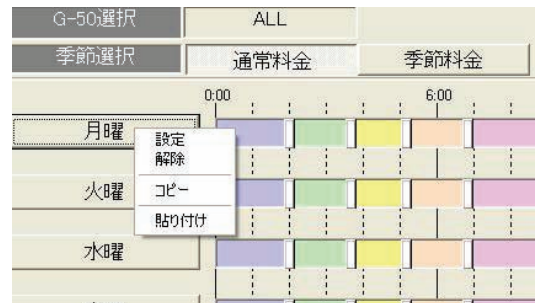 G-50選択 ALL
季節選択 通常料金 季節料金
0:00 6:00
月曜
設定
解除
コピー
貼り付け
火曜
水曜